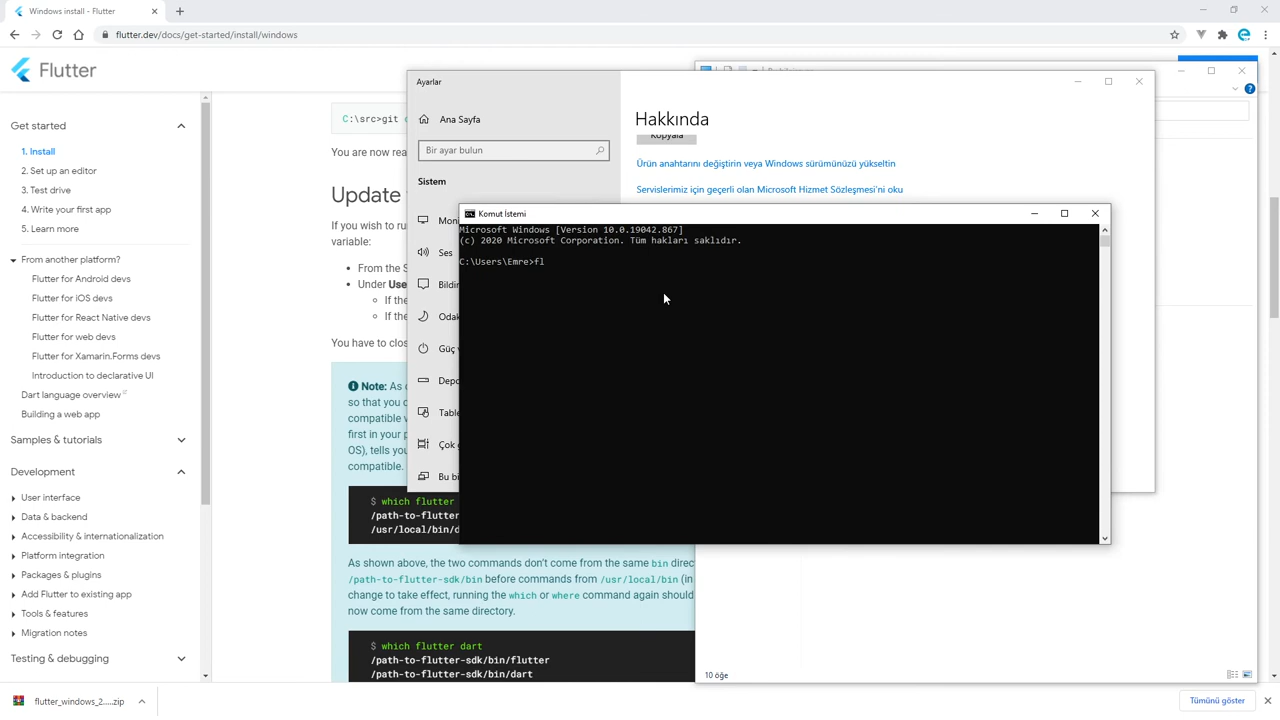 Windows install - Flutter
flutter.dev/docs/get-started/install/windows
Flutter
Get started
1. Install
2. Set up an editor
3. Test drive
4. Write your first app
5. Learn more
From another platform?
Flutter for Android devs
Flutter for iOS devs
Flutter for React Native devs
Flutter for web devs
Flutter for Xamarin.Forms devs
Introduction to declarative UI
Dart language overview
Building a web app
Samples & tutorials
Development
User interface
Data & backend
Accessibility & internationalization
Platform integration
Packages & plugins
Add Flutter to existing app
Tools & features
Migration notes
Testing & debugging
C:\src>git
You are now
Update
If you wish to run
variable:
From the
Under
If the
If the
You have to
Note: As
so that you
compatible
first in your
OS), tells you
compatible.
$ which flutter
/path-to-flutter
As shown above, the two commands don't come from the same bin
/path-to-flutter-sdk/bin before commands from /usr/local/bin (in
change to take effect, running the which or where command again should
now come from the same directory.
$ which flutter dart
/path-to-flutter-sdk/bin/flutter
/path-to-flutter-sdk/bin/dart
Ayarlar
Ana Sayfa
Bir ayar bulun
Sistem
Ses
Hakkında
Kopyala
Ürün anahtarını değiştirin veya Windows sürümünüzü yükseltin
Servislerimiz için geçerli olan Microsoft Hizmet Sözleşmesi'ni oku
Komut İstemi
Microsoft Windows [Version 10.0.19042.867]
(c) 2020 Microsoft Corporation. Tüm hakları saklıdır.
C:\Users\Emre>fl
10 öğe
flutter_windows_2.....zip
Tümünü göster